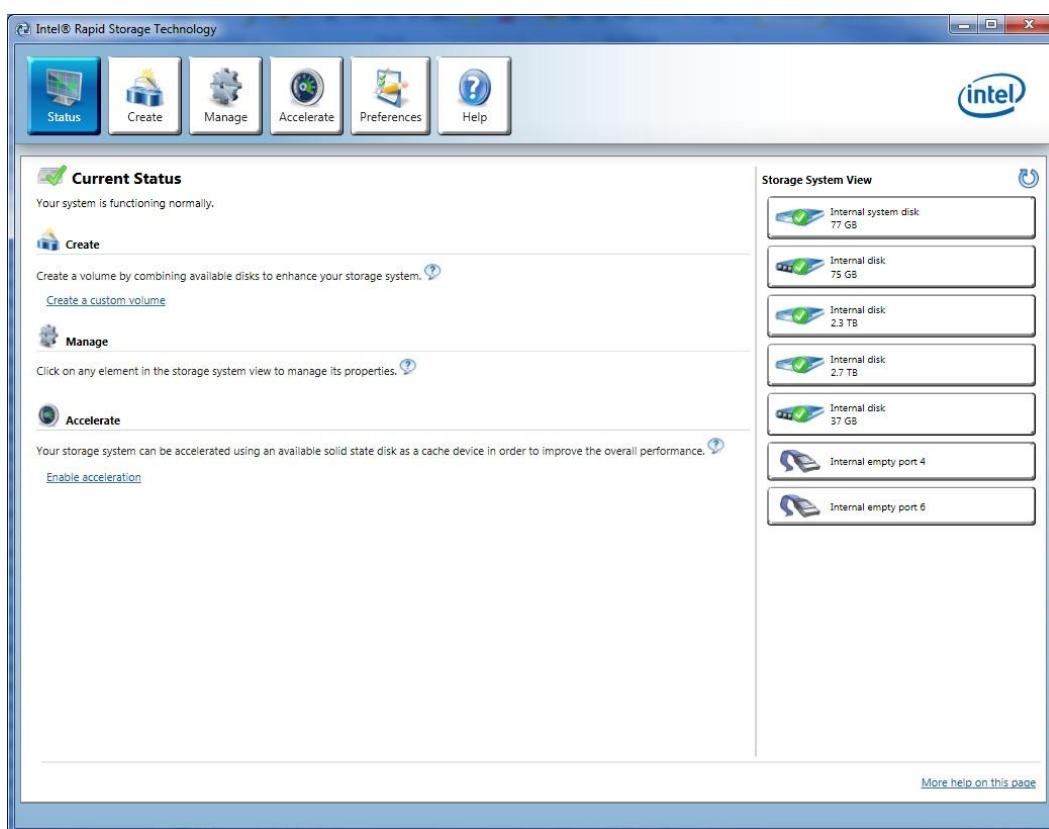 Intel® Rapid Storage Technology
Status
Create
Manage
Accelerate
Preferences
Help
intel
Current Status
Your system is functioning normally.
Create
Create a volume by combining available disks to enhance your storage system.
Create a custom volume
Manage
Click on any element in the storage system view to manage its properties.
Accelerate
Your storage system can be accelerated using an available solid state disk as a cache device in order to improve the overall performance.
Enable acceleration
Storage System View
Internal system disk
77 GB
Internal disk
75 GB
Internal disk
2.3 TB
Internal disk
2.7 TB
Internal disk
37 GB
Internal empty port 4
Internal empty port 6
More help on this page